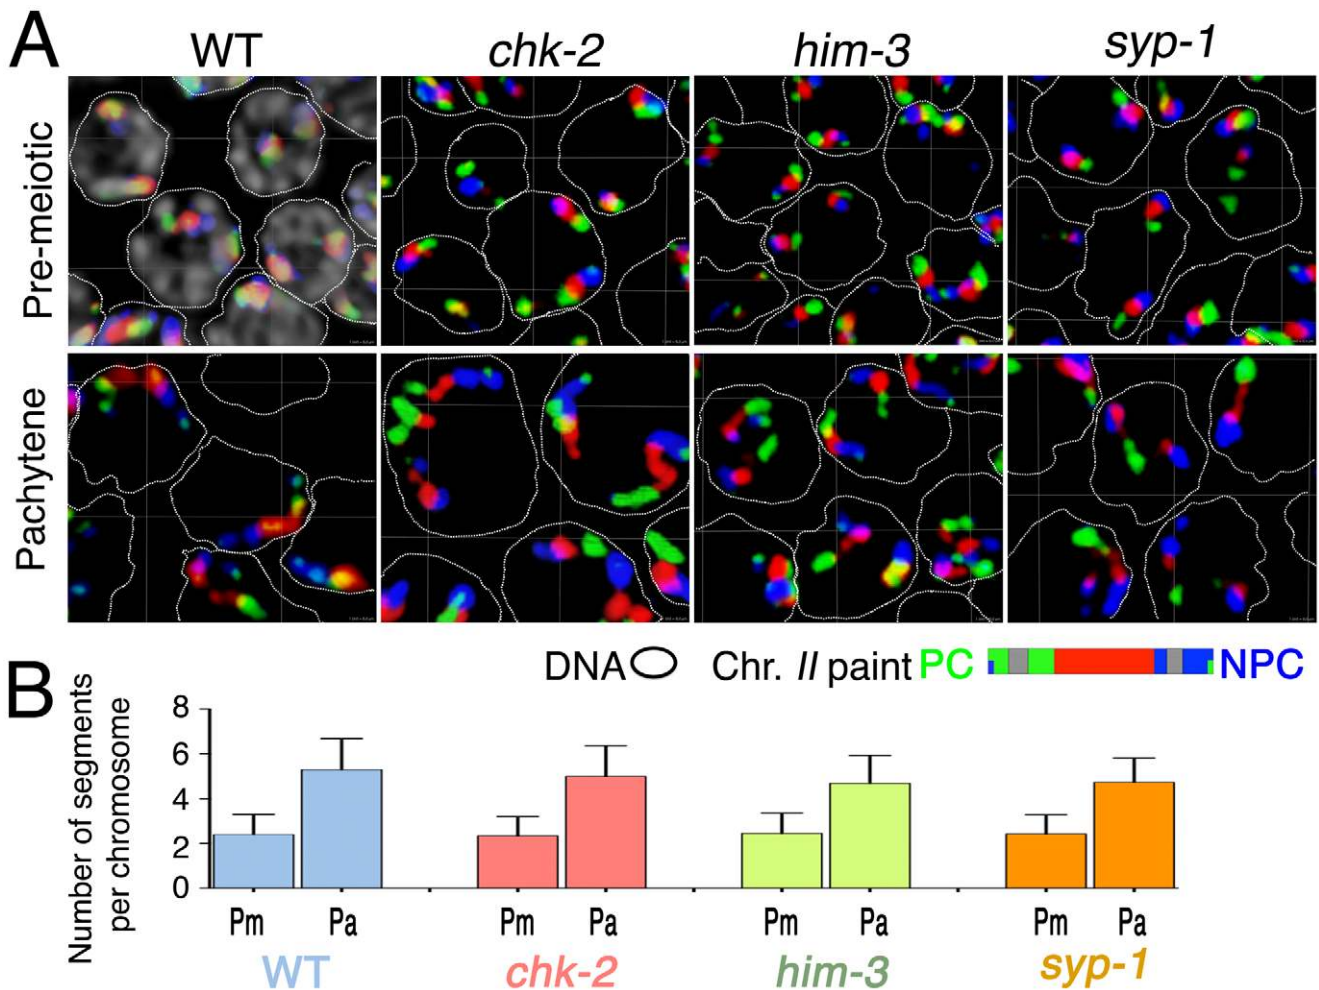 A
WT chk-2 him-3 syp-1
Pre-meiotic
Pachytene
DNA Chr. II paint PC NPC
B
Number of segments
per chromosome
8
6
4
2
0
Pm Pa Pm Pa Pm Pa Pm Pa
WT chk-2 him-3 syp-1